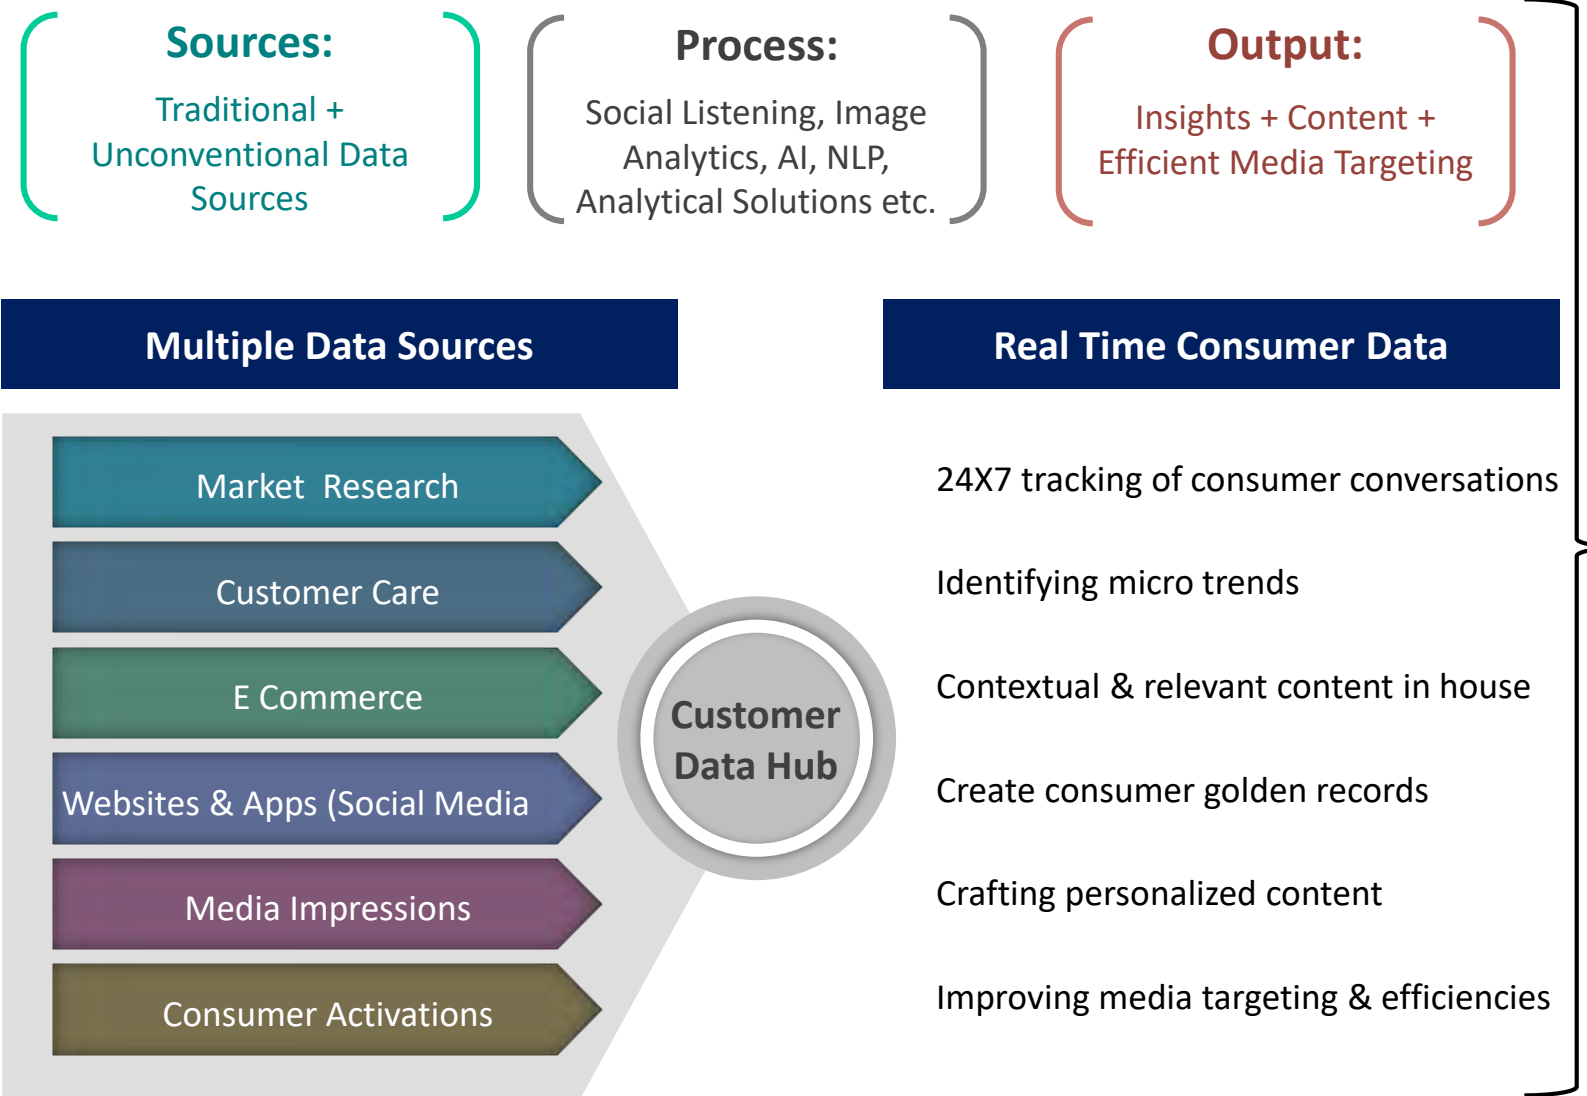 Sources:
Traditional +
Unconventional Data
Sources
Process:
Social Listening, Image
Analytics, AI, NLP,
Analytical Solutions etc.
Output:
Insights + Content +
Efficient Media Targeting
Multiple Data Sources
Market  Research
Customer Care
E Commerce
Websites & Apps (Social Media
Media Impressions
Consumer Activations
Customer
Data Hub
Real Time Consumer Data
24X7 tracking of consumer conversations
Identifying micro trends
Contextual & relevant content in house
Create consumer golden records
Crafting personalized content
Improving media targeting & efficiencies